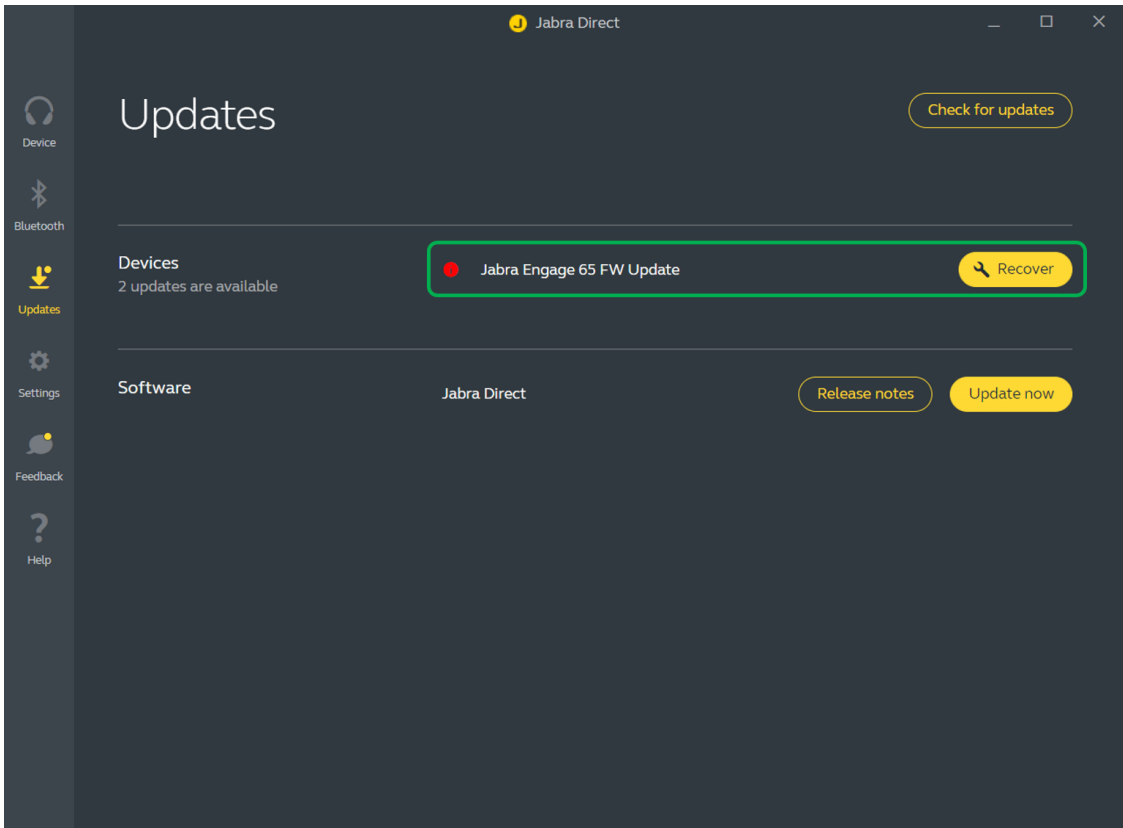 Jabra Direct
Device
Bluetooth
Updates
Settings
Feedback
Help
Updates
Check for updates
Devices
2 updates are available
Jabra Engage 65 FW Update
Recover
Software
Jabra Direct
Release notes
Update now